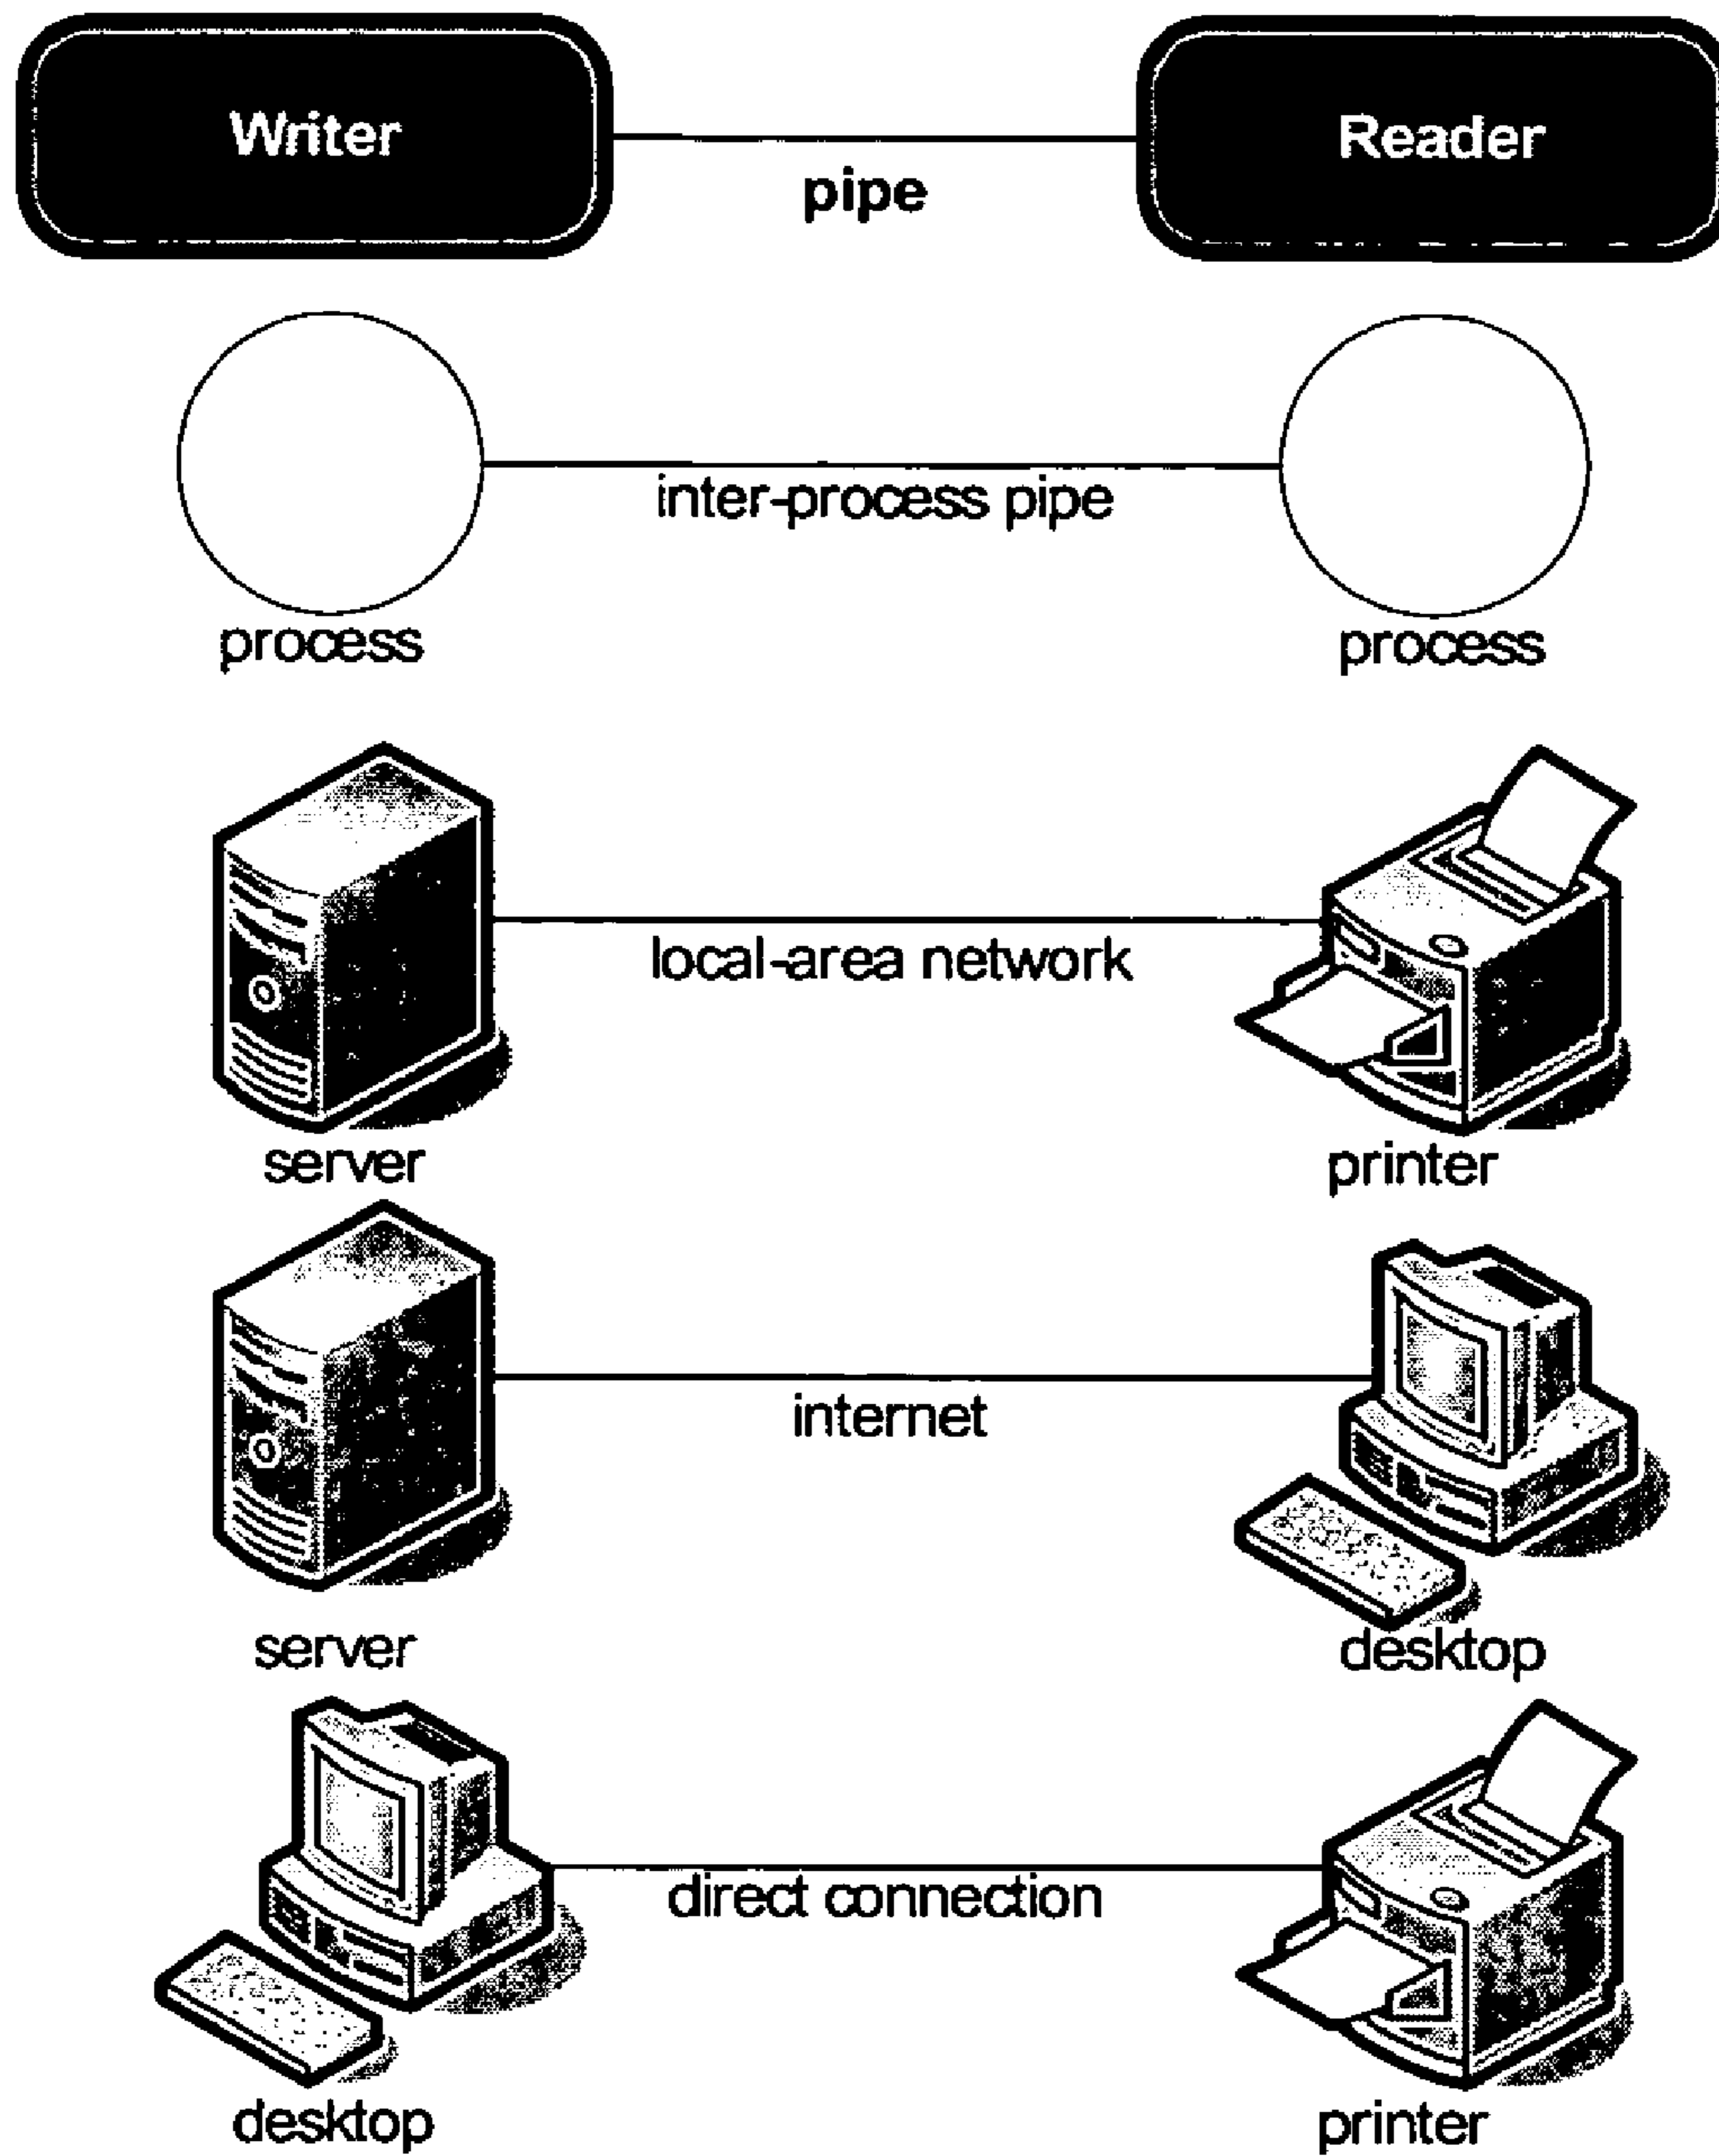 Writer
pipe
Reader
inter-process pipe
process
process
local-area network
server
printer
internet
server
desktop
direct connection
desktop
printer